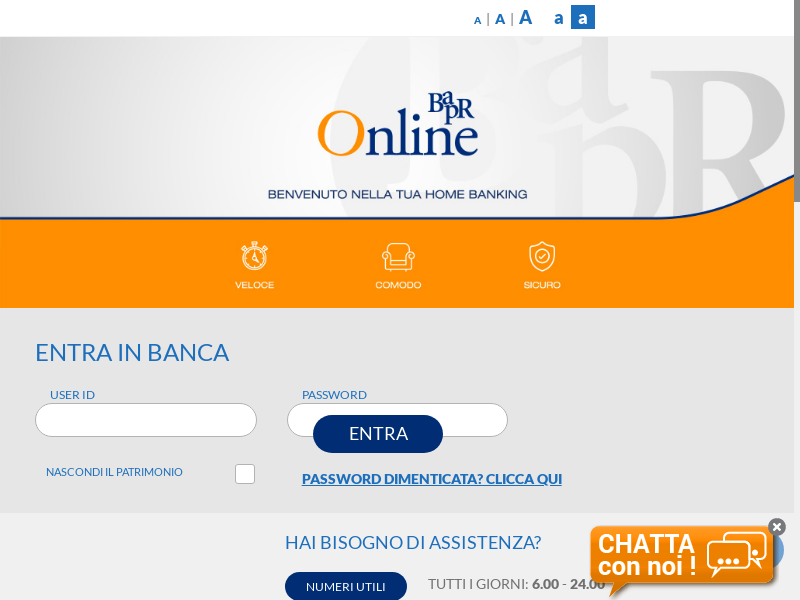 A | A | A a a
BapR
Online
BENVENUTO NELLA TUA HOME BANKING
VELOCE COMODO SICURO
ENTRA IN BANCA
USER ID PASSWORD
ENTRA
NASCONDI IL PATRIMONIO
PASSWORD DIMENTICATA? CLICCA QUI
HAI BISOGNO DI ASSISTENZA?
NUMERI UTILI TUTTI I GIORNI: 6.00 - 24.00
CHATTA
con noi !